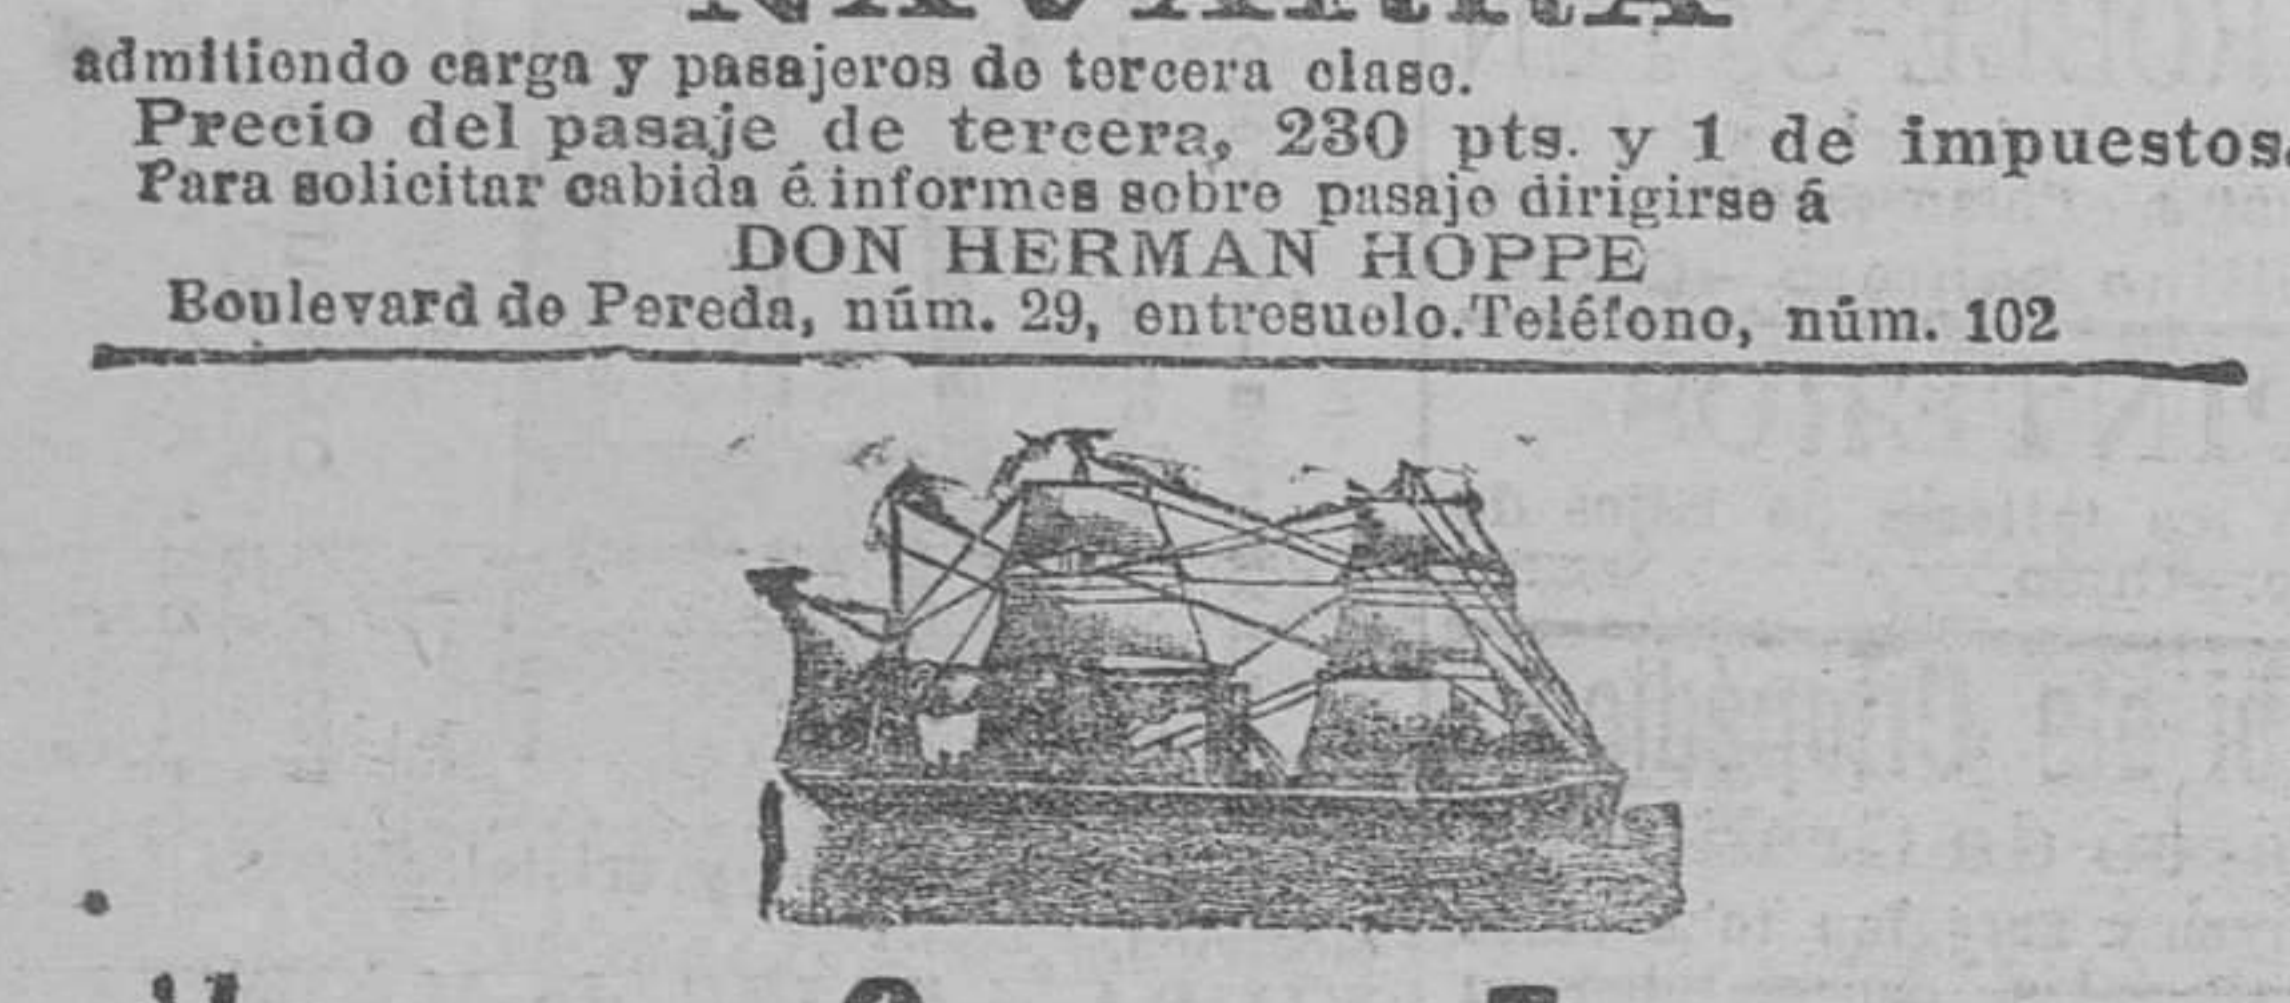 NAVARRA
admitiendo carga y pasajeros de tercera clase.
Precio del pasaje de tercera, 230 pts. y 1 de impuestos.
Para solicitar cabida é informes sobre pasaje dirigirse á
DON HERMAN HOPPE
Boulevard de Pereda, núm. 29, entresuelo. Teléfono, núm. 102